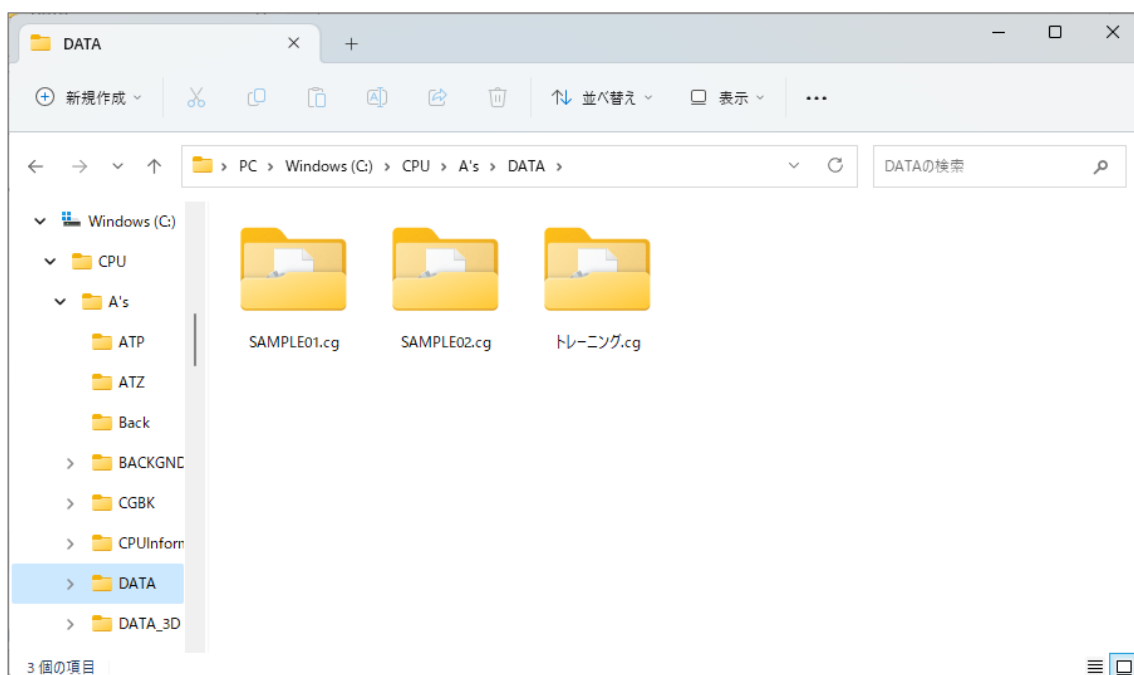 DATA
新規作成
並べ替え
表示
PC > Windows (C:) > CPU > A's > DATA >
DATAの検索
Windows (C:)
CPU
A's
ATP
ATZ
Back
BACKGND
CGBK
CPUInform
DATA
DATA_3D
SAMPLE01.cg
SAMPLE02.cg
トレーニング.cg
3 個の項目